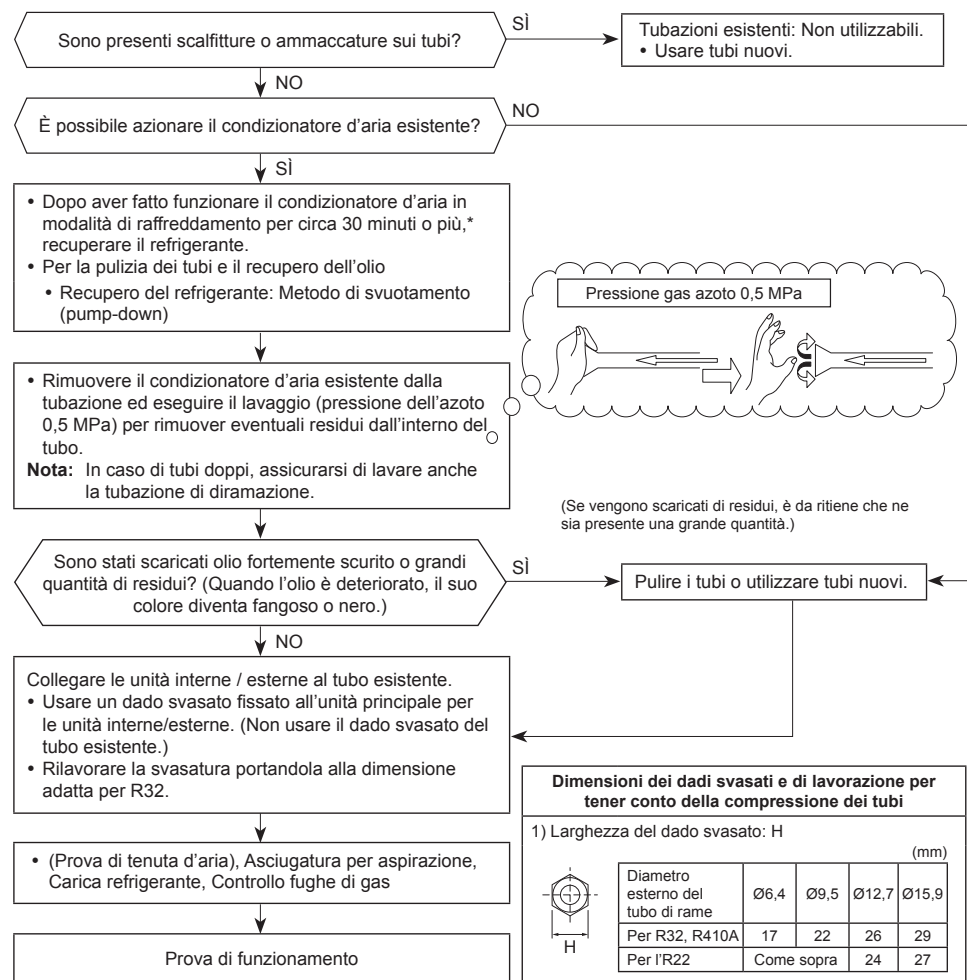 Sono presenti scalfitture o ammaccature sui tubi?
SÌ
Tubazioni esistenti: Non utilizzabili.
• Usare tubi nuovi.
NO
È possibile azionare il condizionatore d'aria esistente?
NO
SÌ
• Dopo aver fatto funzionare il condizionatore d'aria in
modalità di raffreddamento per circa 30 minuti o più,*
recuperare il refrigerante.
• Per la pulizia dei tubi e il recupero dell'olio
• Recupero del refrigerante: Metodo di svuotamento
(pump-down)
Pressione gas azoto 0,5 MPa
• Rimuovere il condizionatore d'aria esistente dalla
tubazione ed eseguire il lavaggio (pressione dell'azoto
0,5 MPa) per rimuover eventuali residui dall'interno del
tubo.
Nota: In caso di tubi doppi, assicurarsi di lavare anche
la tubazione di diramazione.
(Se vengono scaricati di residui, è da ritiene che ne
sia presente una grande quantità.)
Sono stati scaricati olio fortemente scurito o grandi
quantità di residui? (Quando l'olio è deteriorato, il suo
colore diventa fangoso o nero.)
SÌ
Pulire i tubi o utilizzare tubi nuovi.
NO
Collegare le unità interne / esterne al tubo esistente.
• Usare un dado svasato fissato all'unità principale per
le unità interne/esterne. (Non usare il dado svasato del
tubo esistente.)
• Rilavorare la svasatura portandola alla dimensione
adatta per R32.
• (Prova di tenuta d'aria), Asciugatura per aspirazione,
Carica refrigerante, Controllo fughe di gas
Prova di funzionamento
Dimensioni dei dadi svasati e di lavorazione per
tener conto della compressione dei tubi
1) Larghezza del dado svasato: H
(mm)
H
Diametro
esterno del
tubo di rame
Ø6,4 Ø9,5 Ø12,7 Ø15,9
Per R32, R410A 17 22 26 29
Per l'R22 Come sopra 24 27